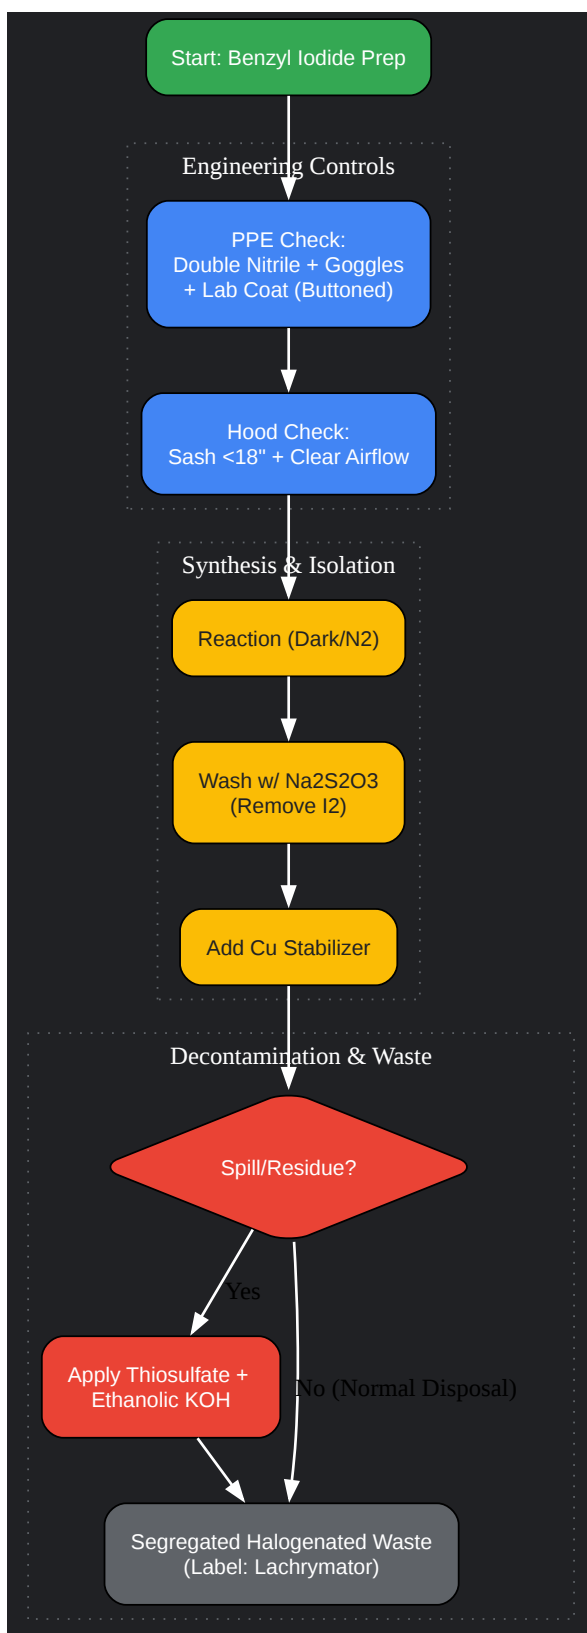 Start: Benzyl Iodide Prep
Engineering Controls
PPE Check:
Double Nitrile + Goggles
+ Lab Coat (Buttoned)
Hood Check:
Sash <18" + Clear Airflow
Synthesis & Isolation
Reaction (Dark/N2)
Wash w/ Na2S2O3
(Remove I2)
Add Cu Stabilizer
Decontamination & Waste
Spill/Residue?
Yes
Apply Thiosulfate +
Ethanolic KOH
No (Normal Disposal)
Segregated Halogenated Waste
(Label: Lachrymator)